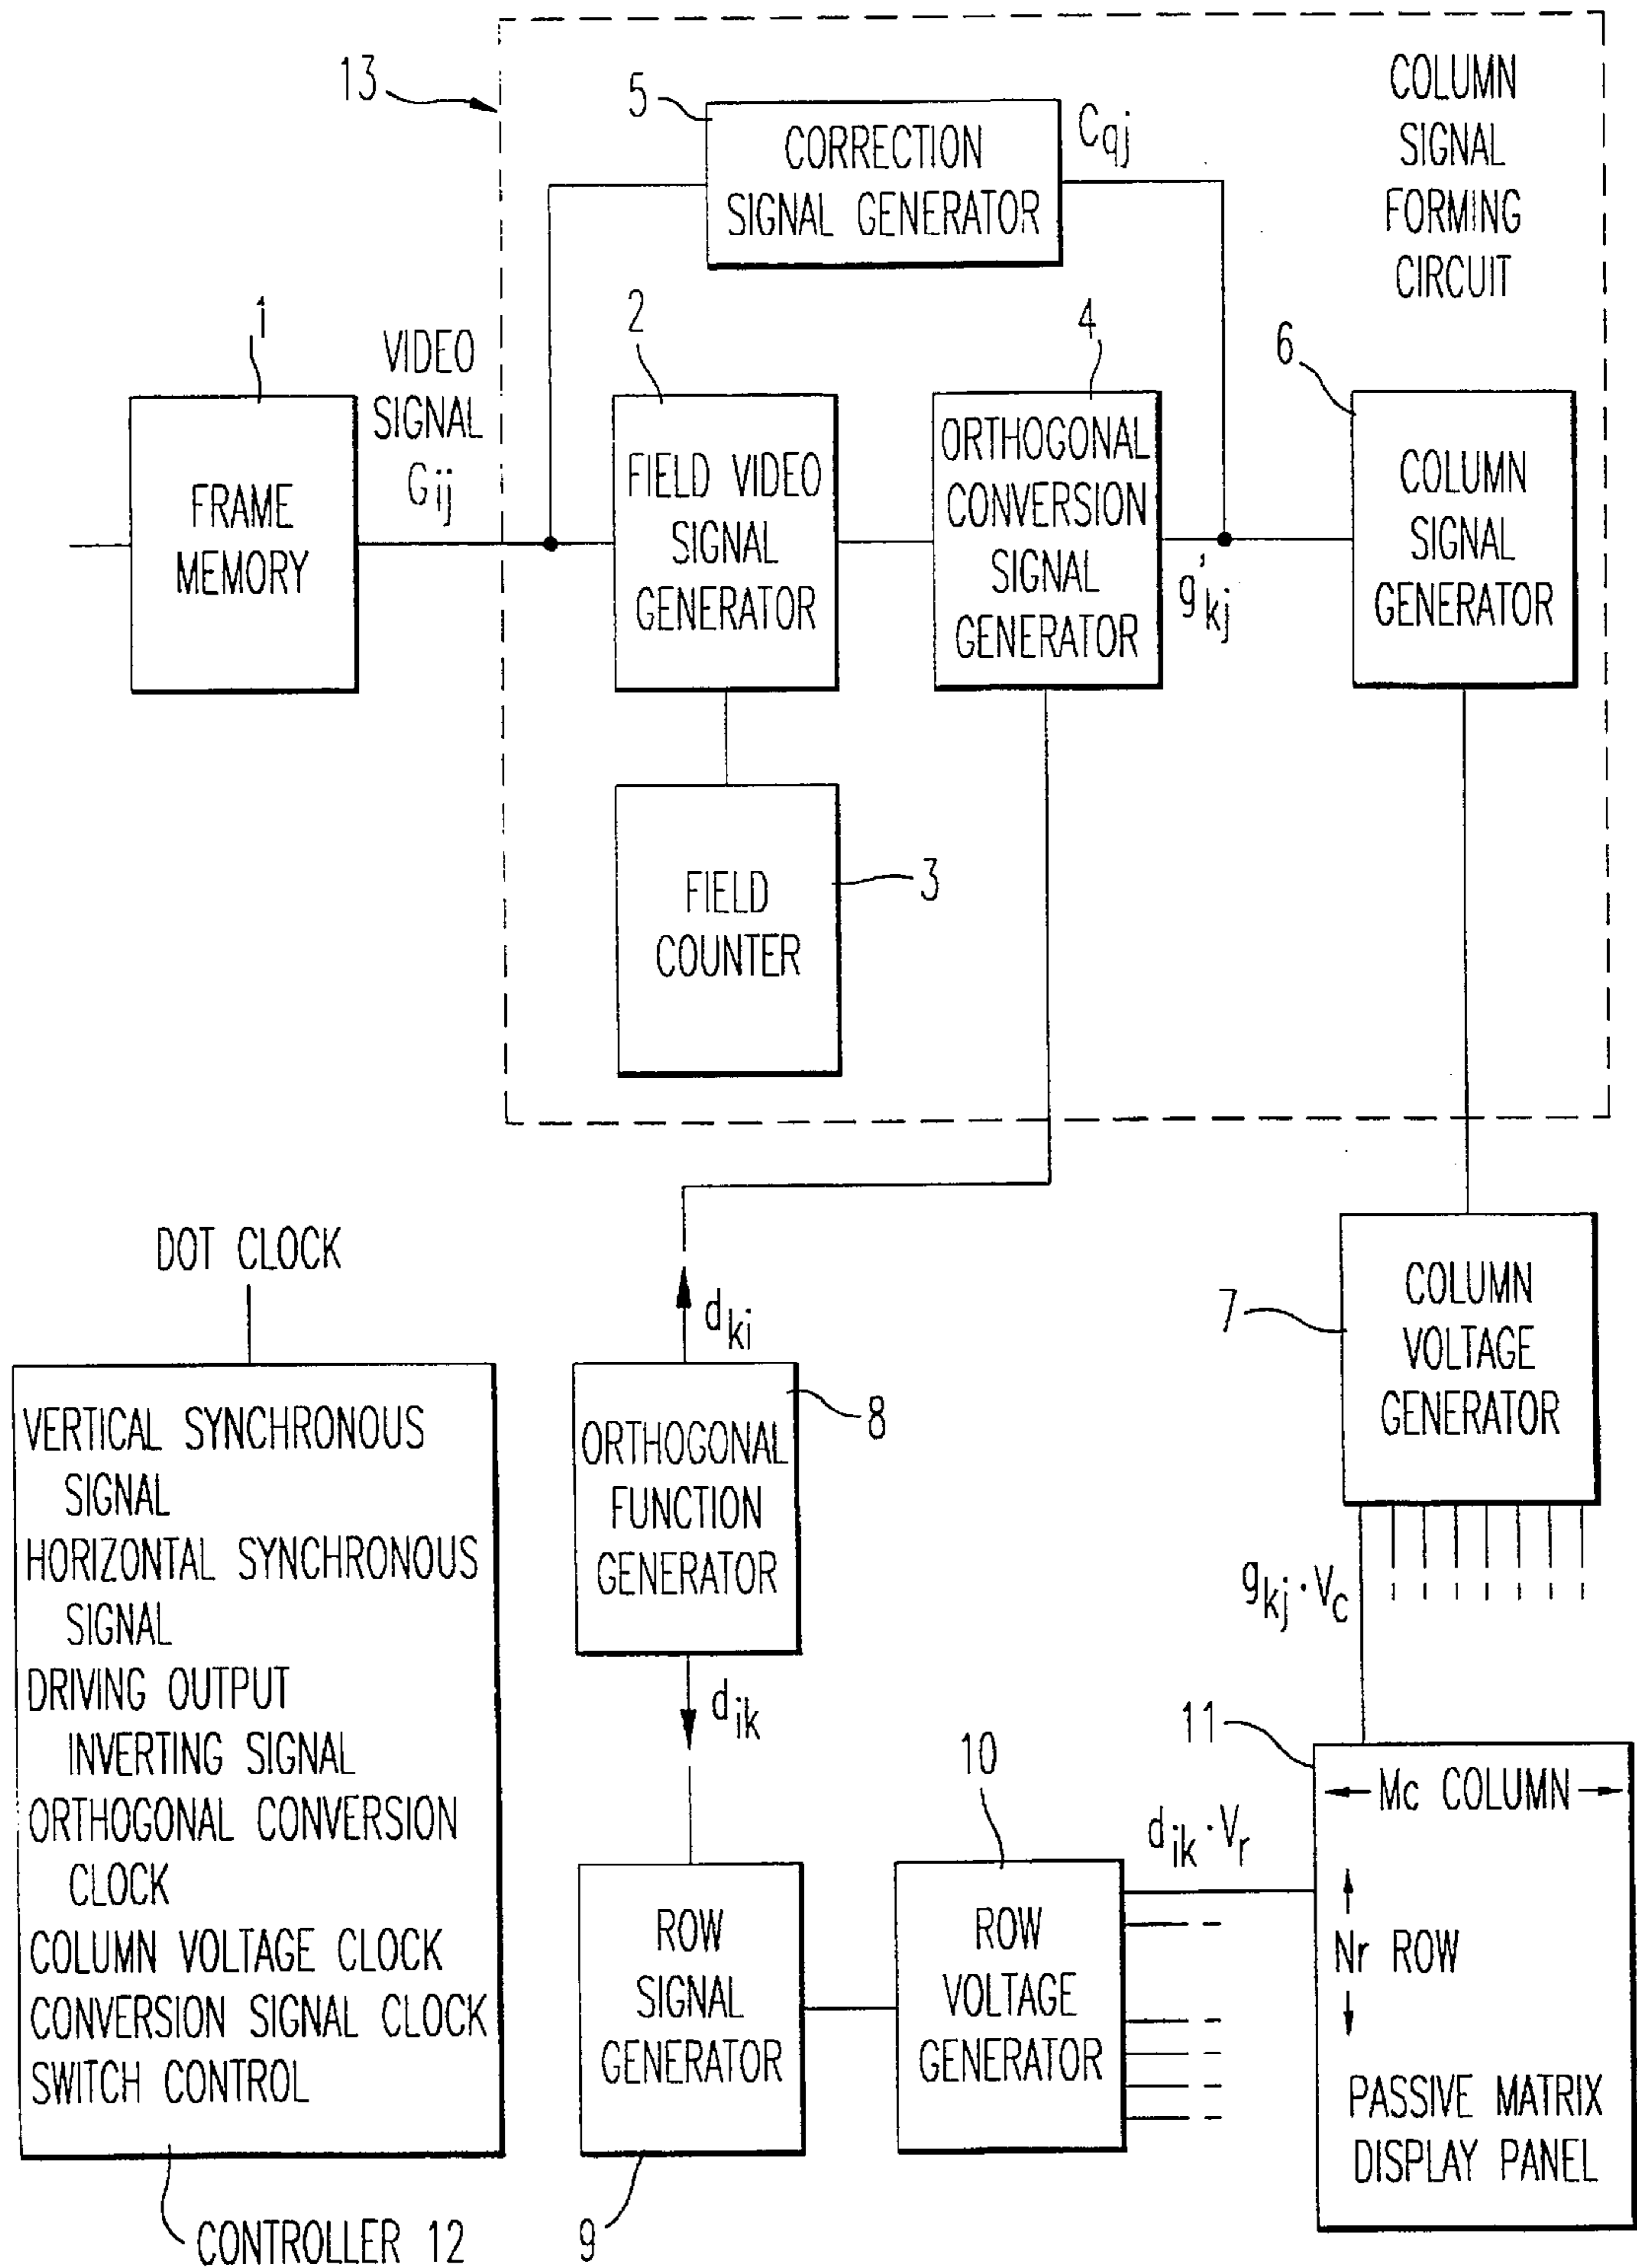 13
5
CORRECTION
SIGNAL GENERATOR
Cqj
COLUMN
SIGNAL
FORMING
CIRCUIT
1
FRAME
MEMORY
VIDEO
SIGNAL
Gij
2
FIELD VIDEO
SIGNAL
GENERATOR
4
ORTHOGONAL
CONVERSION
SIGNAL
GENERATOR
g'kj
6
COLUMN
SIGNAL
GENERATOR
FIELD
COUNTER
3
DOT CLOCK
VERTICAL SYNCHRONOUS
SIGNAL
HORIZONTAL SYNCHRONOUS
SIGNAL
DRIVING OUTPUT
INVERTING SIGNAL
ORTHOGONAL CONVERSION
CLOCK
COLUMN VOLTAGE CLOCK
CONVERSION SIGNAL CLOCK
SWITCH CONTROL
CONTROLLER 12
dki
8
ORTHOGONAL
FUNCTION
GENERATOR
dik
ROW
SIGNAL
GENERATOR
9
10
ROW
VOLTAGE
GENERATOR
dik·Vr
7
COLUMN
VOLTAGE
GENERATOR
gkj·Vc
11
Mc COLUMN
Nr ROW
PASSIVE MATRIX
DISPLAY PANEL